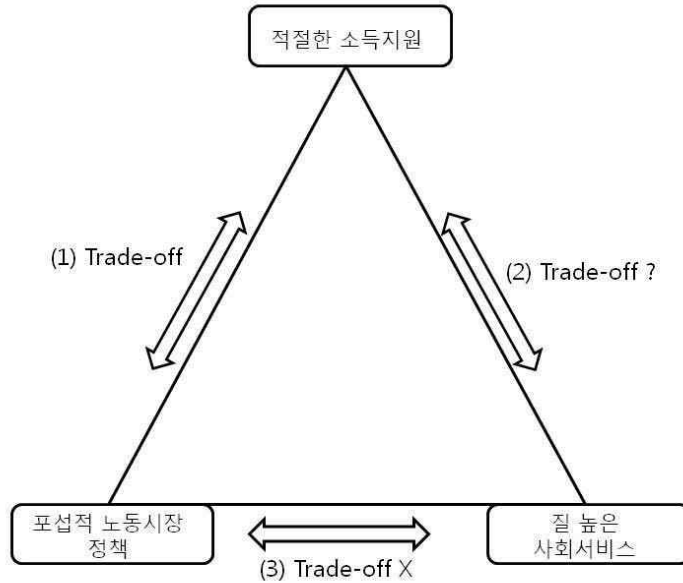 적절한 소득지원
(1) Trade-off
(2) Trade-off ?
포섭적 노동시장
정책
질 높은
사회서비스
(3) Trade-off X